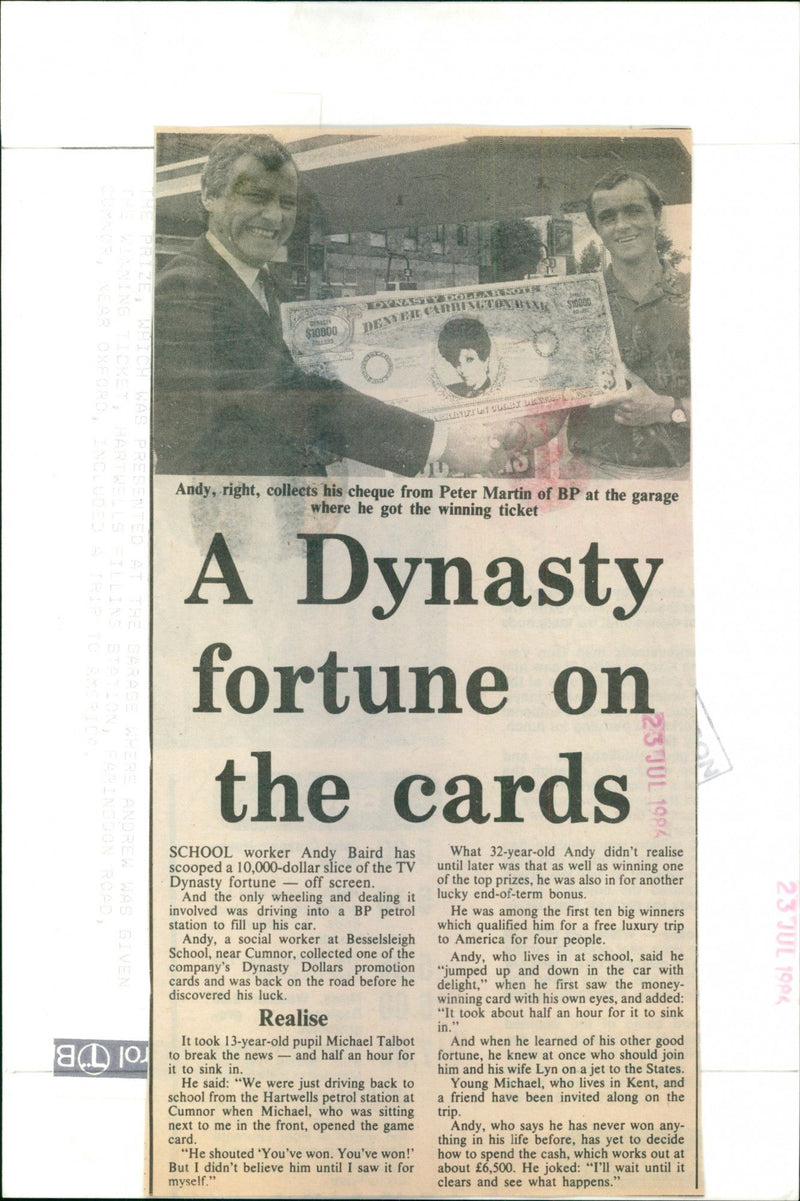 DYNASTY DOLLAR NOTE
DENVER CARRINGTON BANK
$10000
DOLLARS
$10000
Andy, right, collects his cheque from Peter Martin of BP at the garage
where he got the winning ticket
A Dynasty
fortune on
the cards
SCHOOL worker Andy Baird has
scooped a 10,000-dollar slice of the TV
Dynasty fortune — off screen.
And the only wheeling and dealing it
involved was driving into a BP petrol
station to fill up his car.
Andy, a social worker at Besselsleigh
School, near Cumnor, collected one of the
company's Dynasty Dollars promotion
cards and was back on the road before he
discovered his luck.
Realise
It took 13-year-old pupil Michael Talbot
to break the news — and half an hour for
it to sink in.
He said: “We were just driving back to
school from the Hartwells petrol station at
Cumnor when Michael, who was sitting
next to me in the front, opened the game
card.
“He shouted ‘You've won. You've won!’
But I didn't believe him until I saw it for
myself.”
What 32-year-old Andy didn't realise
until later was that as well as winning one
of the top prizes, he was also in for another
lucky end-of-term bonus.
He was among the first ten big winners
which qualified him for a free luxury trip
to America for four people.
Andy, who lives in at school, said he
“jumped up and down in the car with
delight,” when he first saw the money-
winning card with his own eyes, and added:
“It took about half an hour for it to sink
in.”
And when he learned of his other good
fortune, he knew at once who should join
him and his wife Lyn on a jet to the States.
Young Michael, who lives in Kent, and
a friend have been invited along on the
trip.
Andy, who says he has never won any-
thing in his life before, has yet to decide
how to spend the cash, which works out at
about £6,500. He joked: “I'll wait until it
clears and see what happens.”
23 JUL 1984
23 JUL 1984
THE PRIZE, WHICH WAS PRESENTED AT THE GARAGE WHERE ANDREW WAS GIVEN
THE WINNING TICKET, HARTWELLS FILLING STATION, FARINGDON ROAD,
CUMNOR, NEAR OXFORD, INCLUDED A TRIP TO AMERICA.